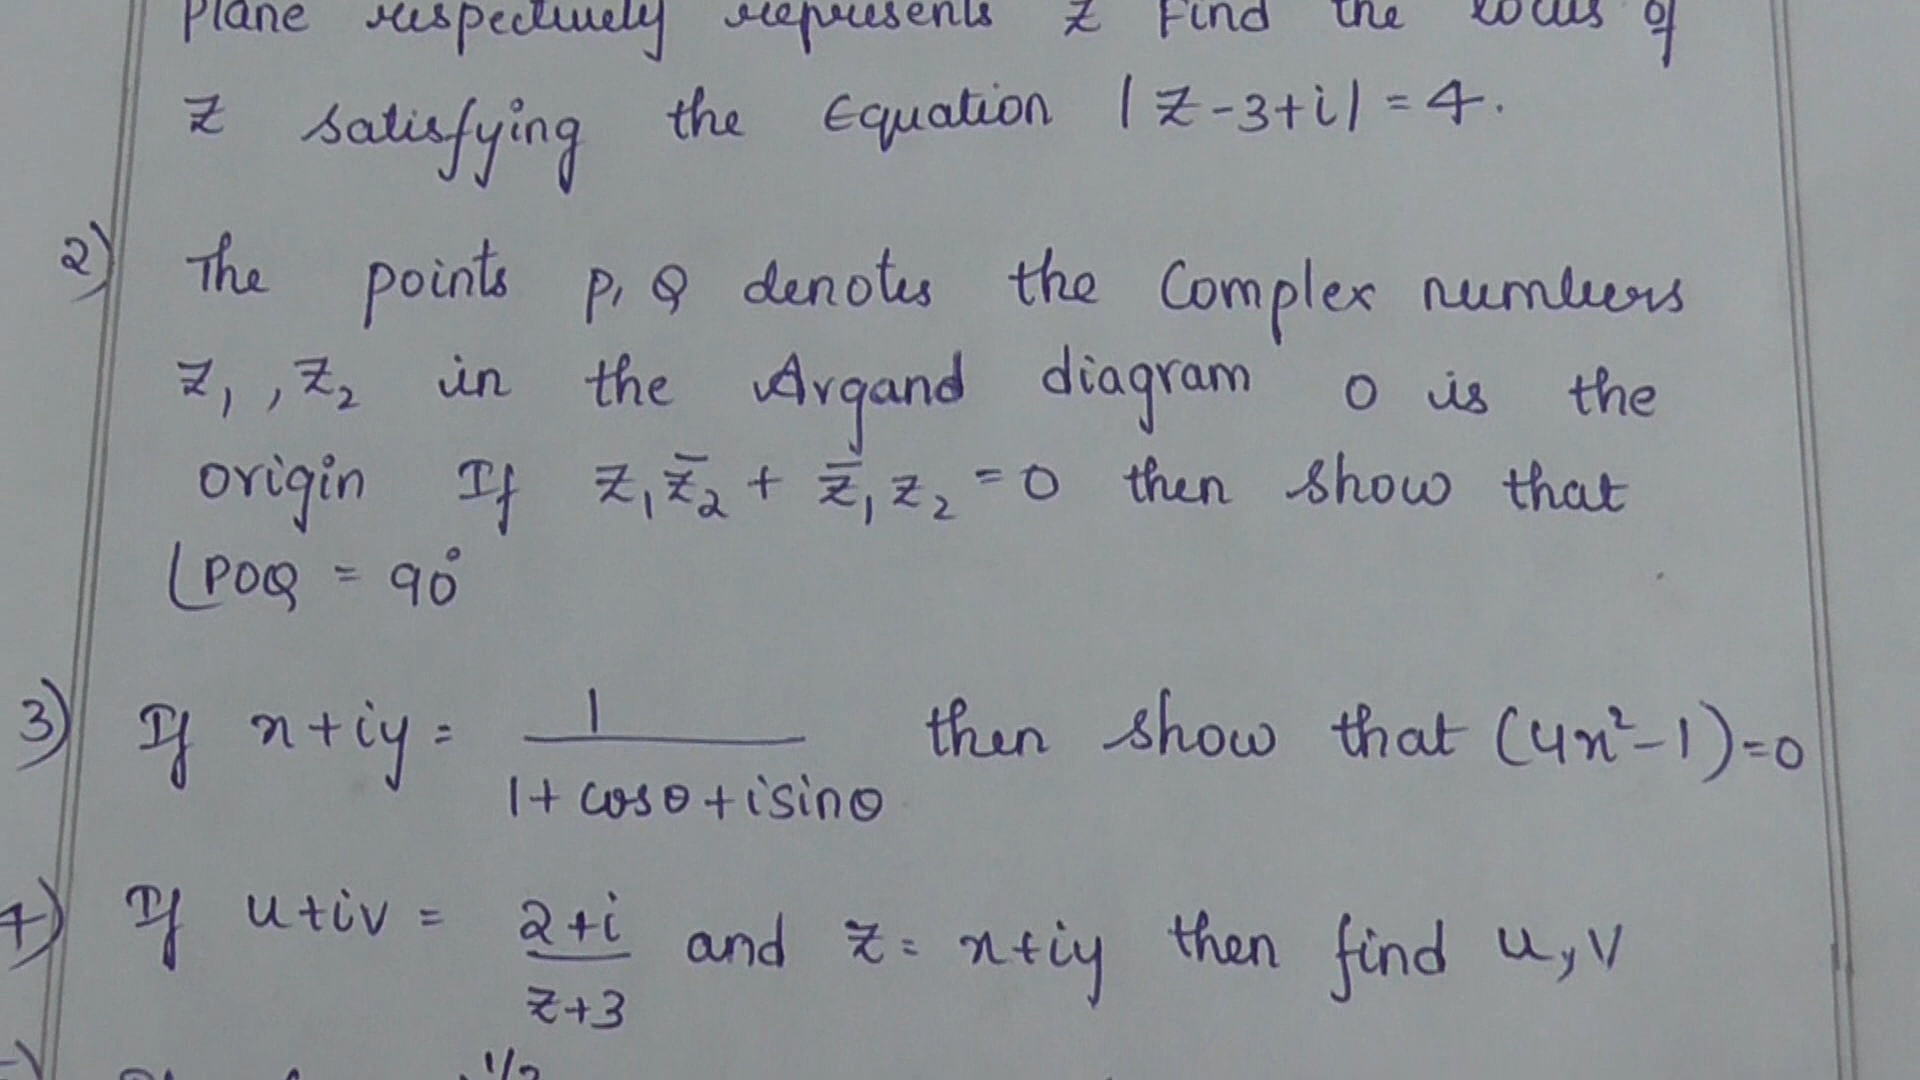 plane respectively represents z Find the locus of
z satisfying the Equation |z-3+i| = 4.
2) The points P, Q denotes the Complex numbers
z₁, z₂ in the Argand diagram O is the
origin If z₁z̄₂ + z̄₁z₂ = 0 then show that
∠POQ = 90°
3) If x+iy = 1/(1+cosθ+isinθ) then show that (4x²-1)=0
4) If u+iv = (2+i)/(z+3) and z = x+iy then find u,v